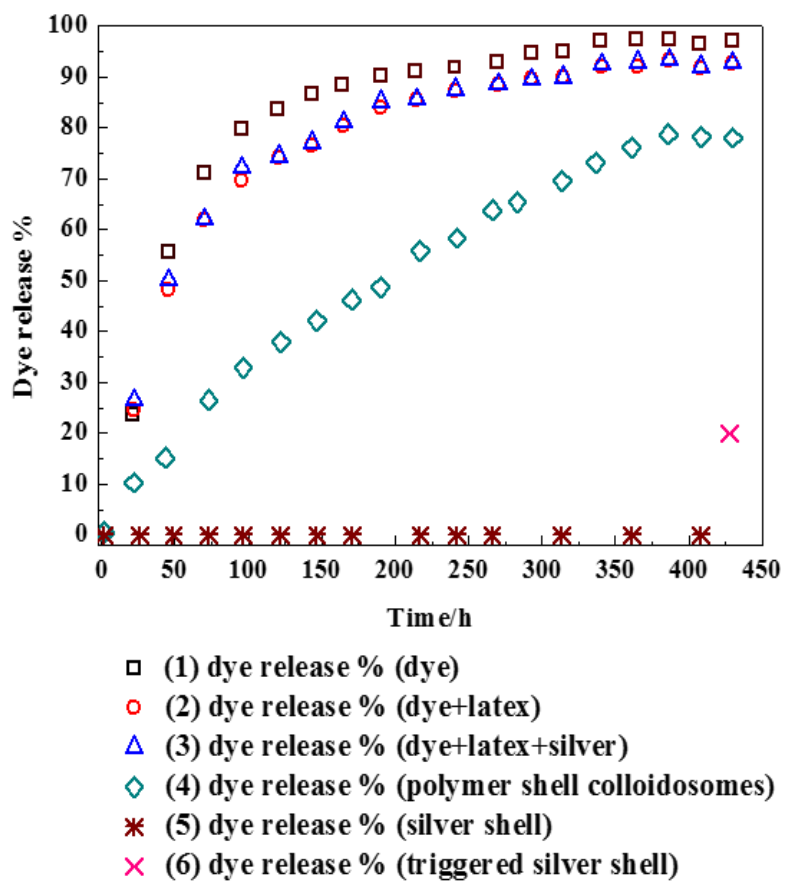 100
90
80
70
60
50
40
30
20
10
0
Dye release %
0 50 100 150 200 250 300 350 400 450
Time/h
(1) dye release % (dye)
(2) dye release % (dye+latex)
(3) dye release % (dye+latex+silver)
(4) dye release % (polymer shell colloidosomes)
(5) dye release % (silver shell)
(6) dye release % (triggered silver shell)